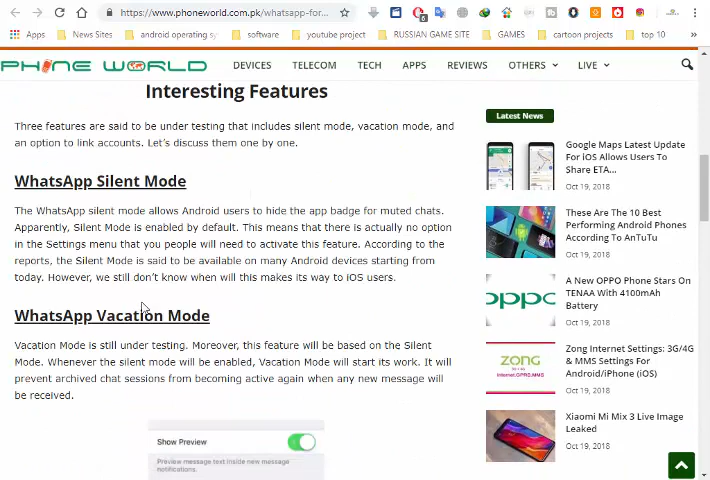 https://www.phoneworld.com.pk/whatsapp-for...
6
Apps
News Sites
android operating sy
software
youtube project
RUSSIAN GAME SITE
GAMES
cartoon projects
top 10
PHONE WORLD
DEVICES
TELECOM
TECH
APPS
REVIEWS
OTHERS
LIVE
Interesting Features
Three features are said to be under testing that includes silent mode, vacation mode, and
an option to link accounts. Let's discuss them one by one.
WhatsApp Silent Mode
The WhatsApp silent mode allows Android users to hide the app badge for muted chats.
Apparently, Silent Mode is enabled by default. This means that there is actually no option
in the Settings menu that you people will need to activate this feature. According to the
reports, the Silent Mode is said to be available on many Android devices starting from
today. However, we still don't know when will this makes its way to iOS users.
WhatsApp Vacation Mode
Vacation Mode is still under testing. Moreover, this feature will be based on the Silent
Mode. Whenever the silent mode will be enabled, Vacation Mode will start its work. It will
prevent archived chat sessions from becoming active again when any new message will
be received.
Show Preview
Preview message text inside new message
notifications.
Latest News
Google Maps Latest Update
For iOS Allows Users To
Share ETA...
Oct 19, 2018
These Are The 10 Best
Performing Android Phones
According To AnTuTu
Oct 19, 2018
oppo
A New OPPO Phone Stars On
TENAA With 4100mAh
Battery
Oct 19, 2018
ZONG
Internet,GPRS,MMS
Zong Internet Settings: 3G/4G
& MMS Settings For
Android/iPhone (iOS)
Oct 19, 2018
Xiaomi Mi Mix 3 Live Image
Leaked
Oct 19, 2018